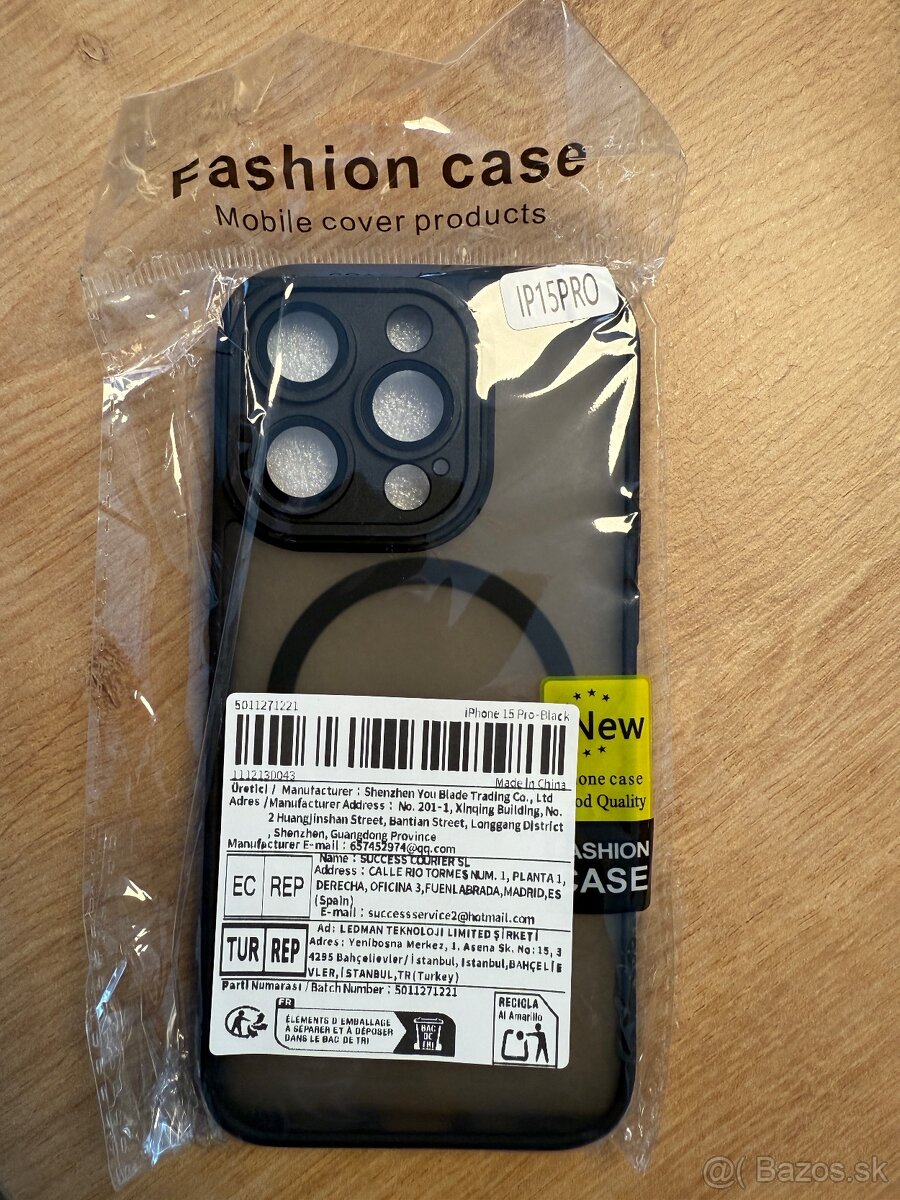 Fashion case
Mobile cover products
IP15PRO
5011271221
iPhone 15 Pro-Black
1112130043
Made In China
Üretici / Manufacturer : Shenzhen You Blade Trading Co., Ltd
Adres /Manufacturer Address : No. 201-1, Xinqing Building, No.
2 Huangjinshan Street, Bantian Street, Longgang District
, Shenzhen, Guangdong Province
Manufacturer E-mail : 657452974@qq.com
EC REP
Name : SUCCESS COURIER SL
Address : CALLE RIO TORMES NUM. 1, PLANTA 1,
DERECHA, OFICINA 3,FUENLABRADA,MADRID,ES
(Spain)
E-mail : successservice2@hotmail.com
TUR REP
Ad: LEDMAN TEKNOLOJI LIMITED ŞİRKETİ
Adres: Yenibosna Merkez, 1. Asena Sk. No:15, 3
4295 Bahçelievler/İstanbul, Istanbul,BAHÇELİE
VLER,İSTANBUL,TR(Turkey)
Parti Numarası/Batch Number : 5011271221
FR
ÉLÉMENTS D EMBALLAGE
À SÉPARER ET À DÉPOSER
DANS LE BAC DE TRI
BAC
DE
TRI
RECICLA
Al Amarillo
New
one case
od Quality
ASHION
CASE
@( Bazos.sk